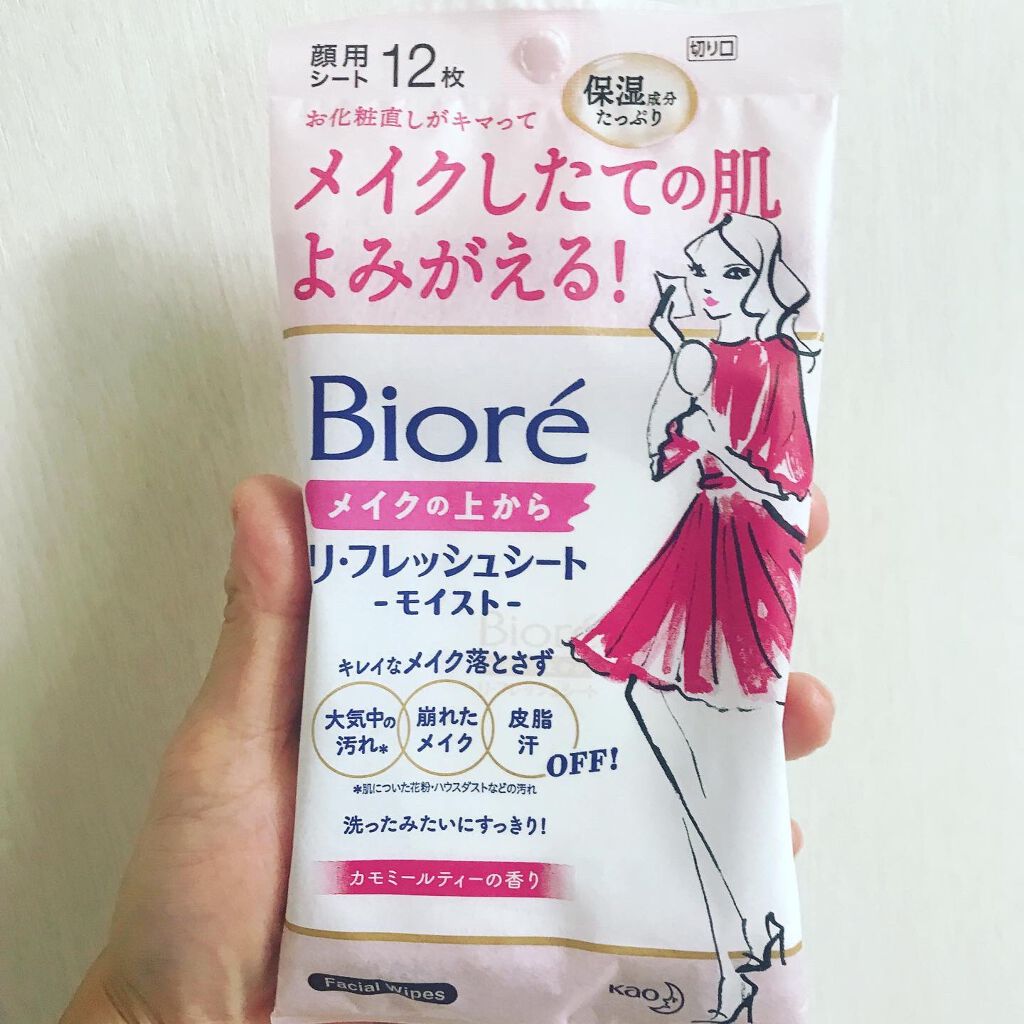 顔用
シート 12枚
切り口
保湿成分
たっぷり
お化粧直しがキマって
メイクしたての肌
よみがえる!
Bioré
メイクの上から
リ・フレッシュシート
-モイスト-
キレイなメイク落とさず
大気中の
汚れ*
崩れた
メイク
皮脂
汗
OFF!
*肌についた花粉・ハウスダストなどの汚れ
洗ったみたいにすっきり!
カモミールティーの香り
Facial Wipes
Kao